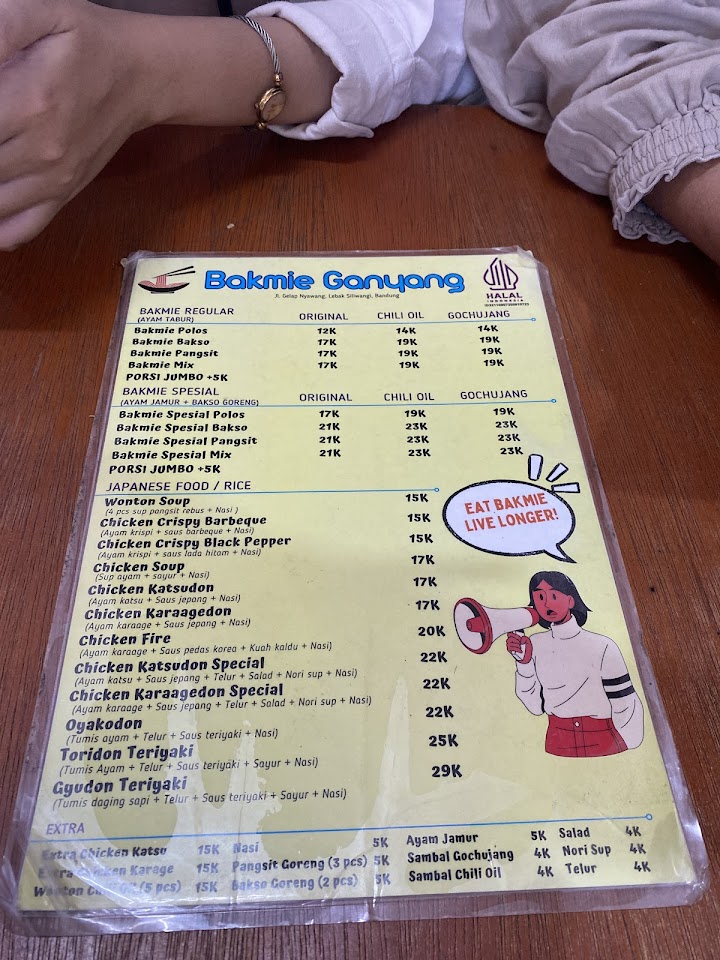 Bakmie Ganyang
Jl. Gelap Nyawang, Lebak Siliwangi, Bandung
HALAL
INDONESIA
BAKMIE REGULAR ORIGINAL CHILI OIL GOCHUJANG
(AYAM TABUR)
Bakmie Polos 12K 14K 14K
Bakmie Bakso 17K 19K 19K
Bakmie Pangsit 17K 19K 19K
Bakmie Mix 17K 19K 19K
PORSI JUMBO +5K
BAKMIE SPESIAL ORIGINAL CHILI OIL GOCHUJANG
(AYAM JAMUR + BAKSO GORENG)
Bakmie Spesial Polos 17K 19K 19K
Bakmie Spesial Bakso 21K 23K 23K
Bakmie Spesial Pangsit 21K 23K 23K
Bakmie Spesial Mix 21K 23K 23K
PORSI JUMBO +5K
JAPANESE FOOD / RICE
Wonton Soup 15K
(4 pcs sup pangsit rebus + Nasi)
Chicken Crispy Barbeque 15K
(Ayam krispi + saus barbeque + Nasi)
Chicken Crispy Black Pepper 15K
(Ayam krispi + saus lada hitam + Nasi)
Chicken Soup 17K
(Sup ayam + sayur + Nasi)
Chicken Katsudon 17K
(Ayam katsu + Saus jepang + Nasi)
Chicken Karaagedon 17K
(Ayam karaage + Saus jepang + Nasi)
Chicken Fire 20K
(Ayam karaage + Saus pedas korea + Kuah kaldu + Nasi)
Chicken Katsudon Special 22K
(Ayam katsu + Saus jepang + Telur + Salad + Nori sup + Nasi)
Chicken Karaagedon Special 22K
(Ayam karaage + Saus jepang + Telur + Salad + Nori sup + Nasi)
Oyakodon 22K
(Tumis ayam + Telur + Saus teriyaki + Nasi)
Toridon Teriyaki 25K
(Tumis Ayam + Telur + Saus teriyaki + Sayur + Nasi)
Gyudon Teriyaki 29K
(Tumis daging sapi + Telur + Saus teriyaki + Sayur + Nasi)
EAT BAKMIE
LIVE LONGER!
EXTRA
Extra Chicken Katsu 15K Nasi 5K Ayam Jamur 5K Salad 4K
Extra Chicken Karage 15K Pangsit Goreng (3 pcs) 5K Sambal Gochujang 4K Nori Sup 4K
Wonton Chili Oil (5 pcs) 15K Bakso Goreng (2 pcs) 5K Sambal Chili Oil 4K Telur 4K